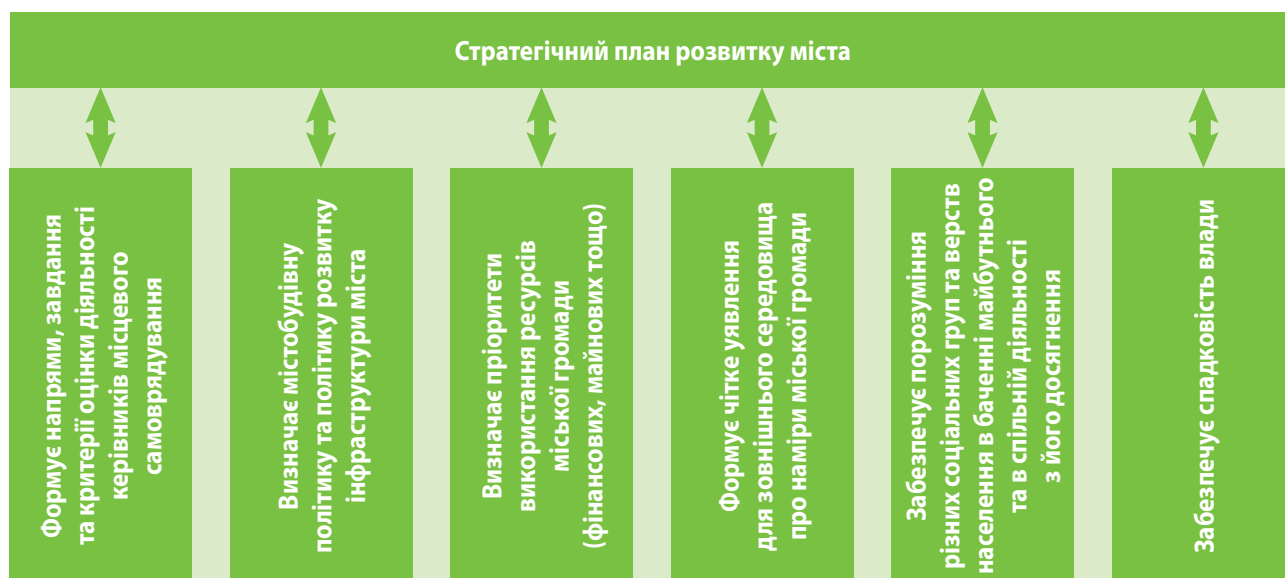 Стратегічний план розвитку міста
Формує напрями, завдання
та критерії оцінки діяльності
керівників місцевого
самоврядування
Визначає містобудівну
політику та політику розвитку
інфраструктури міста
Визначає пріоритети
використання ресурсів
міської громади
(фінансових, майнових тощо)
Формує чітке уявлення
для зовнішнього середовища
про наміри міської громади
Забезпечує порозуміння
різних соціальних груп та верств
населення в баченні майбутнього
та в спільній діяльності
з його досягнення
Забезпечує спадковість влади